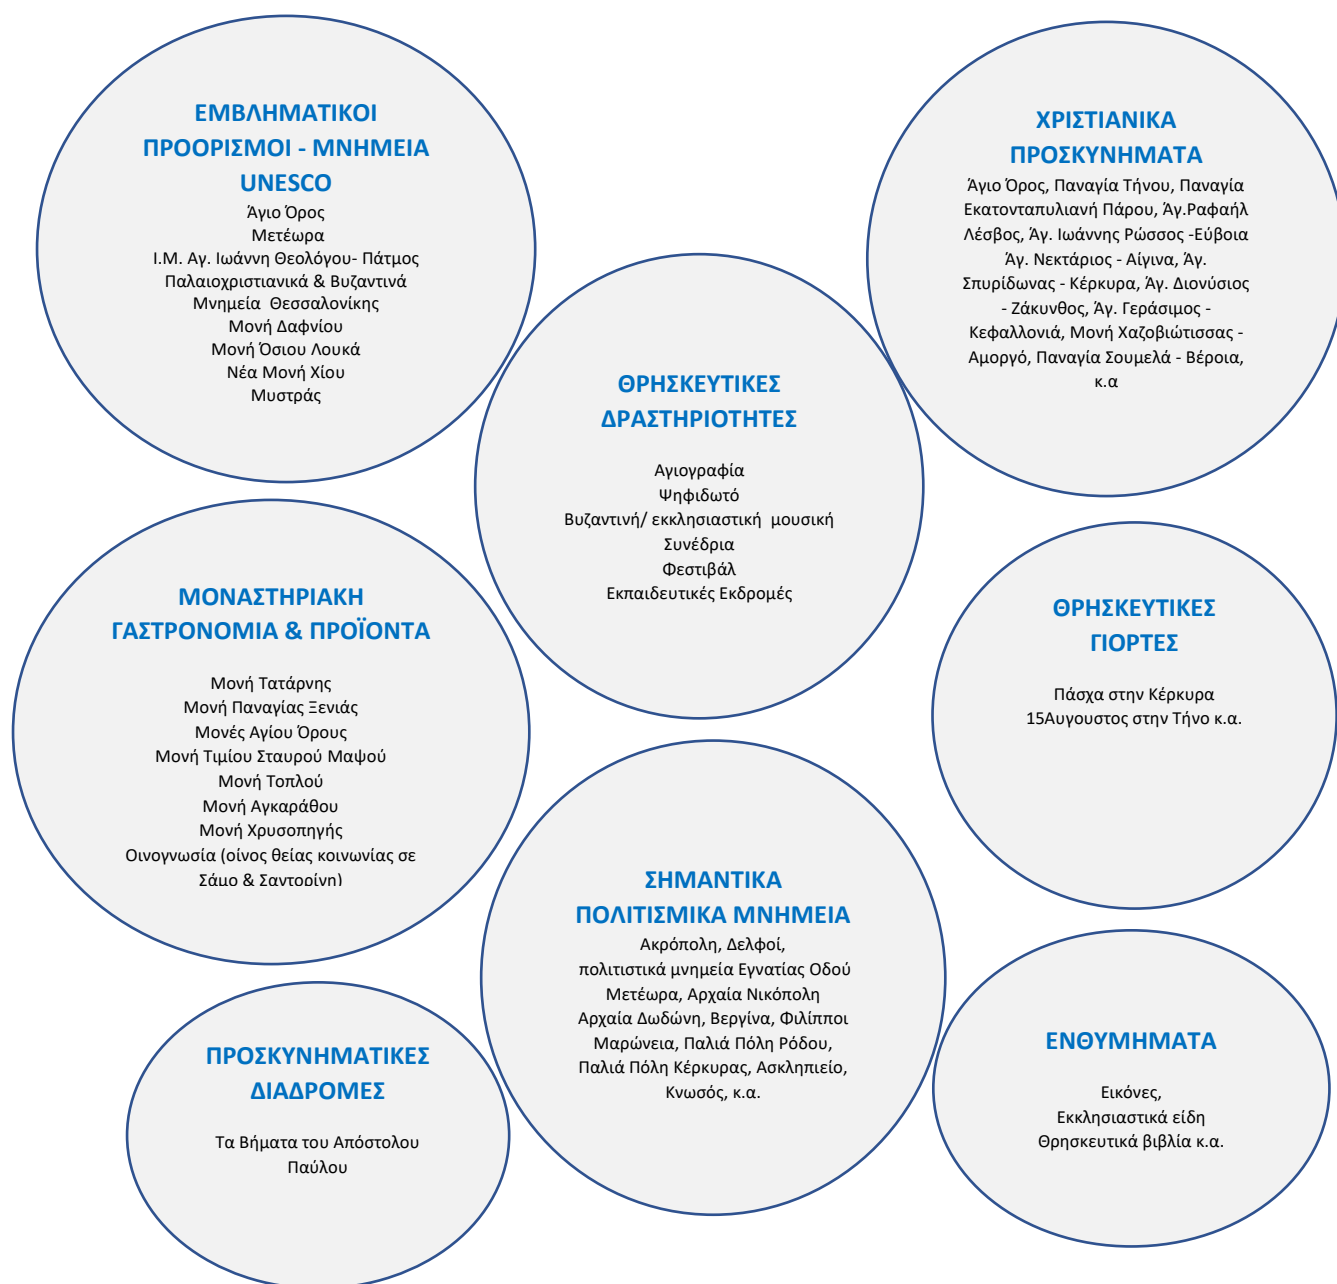 ΕΜΒΛΗΜΑΤΙΚΟΙ
ΠΡΟΟΡΙΣΜΟΙ - ΜΝΗΜΕΙΑ
UNESCO
Άγιο Όρος
Μετέωρα
Ι.Μ. Αγ. Ιωάννη Θεολόγου- Πάτμος
Παλαιοχριστιανικά & Βυζαντινά
Μνημεία Θεσσαλονίκης
Μονή Δαφνίου
Μονή Όσιου Λουκά
Νέα Μονή Χίου
Μυστράς
ΧΡΙΣΤΙΑΝΙΚΑ
ΠΡΟΣΚΥΝΗΜΑΤΑ
Άγιο Όρος, Παναγία Τήνου, Παναγία
Εκατονταπυλιανή Πάρου, Άγ.Ραφαήλ
Λέσβος, Άγ. Ιωάννης Ρώσσος -Εύβοια
Άγ. Νεκτάριος - Αίγινα, Άγ.
Σπυρίδωνας - Κέρκυρα, Άγ. Διονύσιος
- Ζάκυνθος, Άγ. Γεράσιμος -
Κεφαλλονιά, Μονή Χαζοβιώτισσας -
Αμοργό, Παναγία Σουμελά - Βέροια,
κ.α
ΘΡΗΣΚΕΥΤΙΚΕΣ
ΔΡΑΣΤΗΡΙΟΤΗΤΕΣ
Αγιογραφία
Ψηφιδωτό
Βυζαντινή/ εκκλησιαστική μουσική
Συνέδρια
Φεστιβάλ
Εκπαιδευτικές Εκδρομές
ΜΟΝΑΣΤΗΡΙΑΚΗ
ΓΑΣΤΡΟΝΟΜΙΑ & ΠΡΟΪΟΝΤΑ
Μονή Τατάρνης
Μονή Παναγίας Ξενιάς
Μονές Αγίου Όρους
Μονή Τιμίου Σταυρού Μαψού
Μονή Τοπλού
Μονή Αγκαράθου
Μονή Χρυσοπηγής
Οινογνωσία (οίνος θείας κοινωνίας σε
Σάμο & Σαντορίνη)
ΘΡΗΣΚΕΥΤΙΚΕΣ
ΓΙΟΡΤΕΣ
Πάσχα στην Κέρκυρα
15Αυγουστος στην Τήνο κ.α.
ΣΗΜΑΝΤΙΚΑ
ΠΟΛΙΤΙΣΜΙΚΑ ΜΝΗΜΕΙΑ
Ακρόπολη, Δελφοί,
πολιτιστικά μνημεία Εγνατίας Οδού
Μετέωρα, Αρχαία Νικόπολη
Αρχαία Δωδώνη, Βεργίνα, Φιλίπποι
Μαρώνεια, Παλιά Πόλη Ρόδου,
Παλιά Πόλη Κέρκυρας, Ασκληπιείο,
Κνωσός, κ.α.
ΠΡΟΣΚΥΝΗΜΑΤΙΚΕΣ
ΔΙΑΔΡΟΜΕΣ
Τα Βήματα του Απόστολου
Παύλου
ΕΝΘΥΜΗΜΑΤΑ
Εικόνες,
Εκκλησιαστικά είδη
Θρησκευτικά βιβλία κ.α.